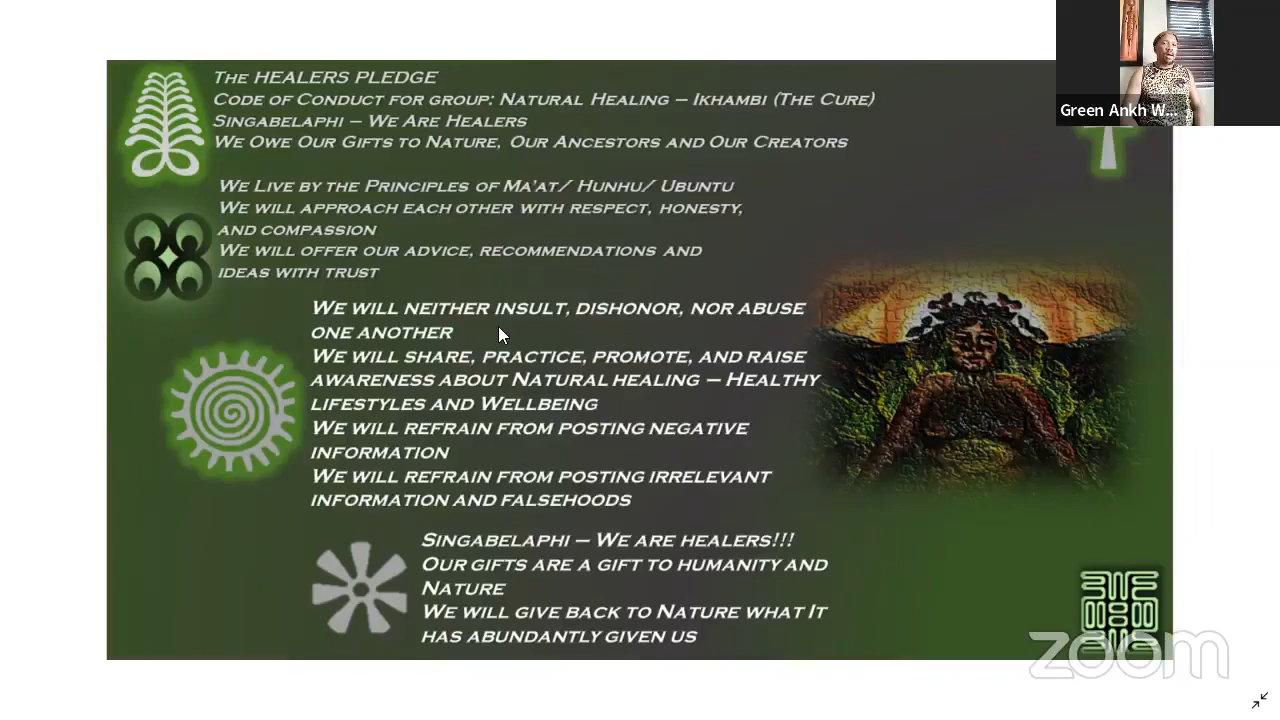 The HEALERS PLEDGE
Code of Conduct for group: Natural Healing – Ikhambi (The Cure)
Singabelaphi – We Are Healers
We Owe Our Gifts to Nature, Our Ancestors and Our Creators
We Live by the Principles of Ma'at/ Hunhu/ Ubuntu
We will approach each other with respect, honesty,
and compassion
We will offer our advice, recommendations and
ideas with trust
We will neither insult, dishonor, nor abuse
one another
We will share, practice, promote, and raise
awareness about Natural healing – Healthy
lifestyles and Wellbeing
We will refrain from posting negative
information
We will refrain from posting irrelevant
information and falsehoods
Singabelaphi – We are healers!!!
Our gifts are a gift to humanity and
Nature
We will give back to Nature what It
has abundantly given us
Green Ankh W...
zoom